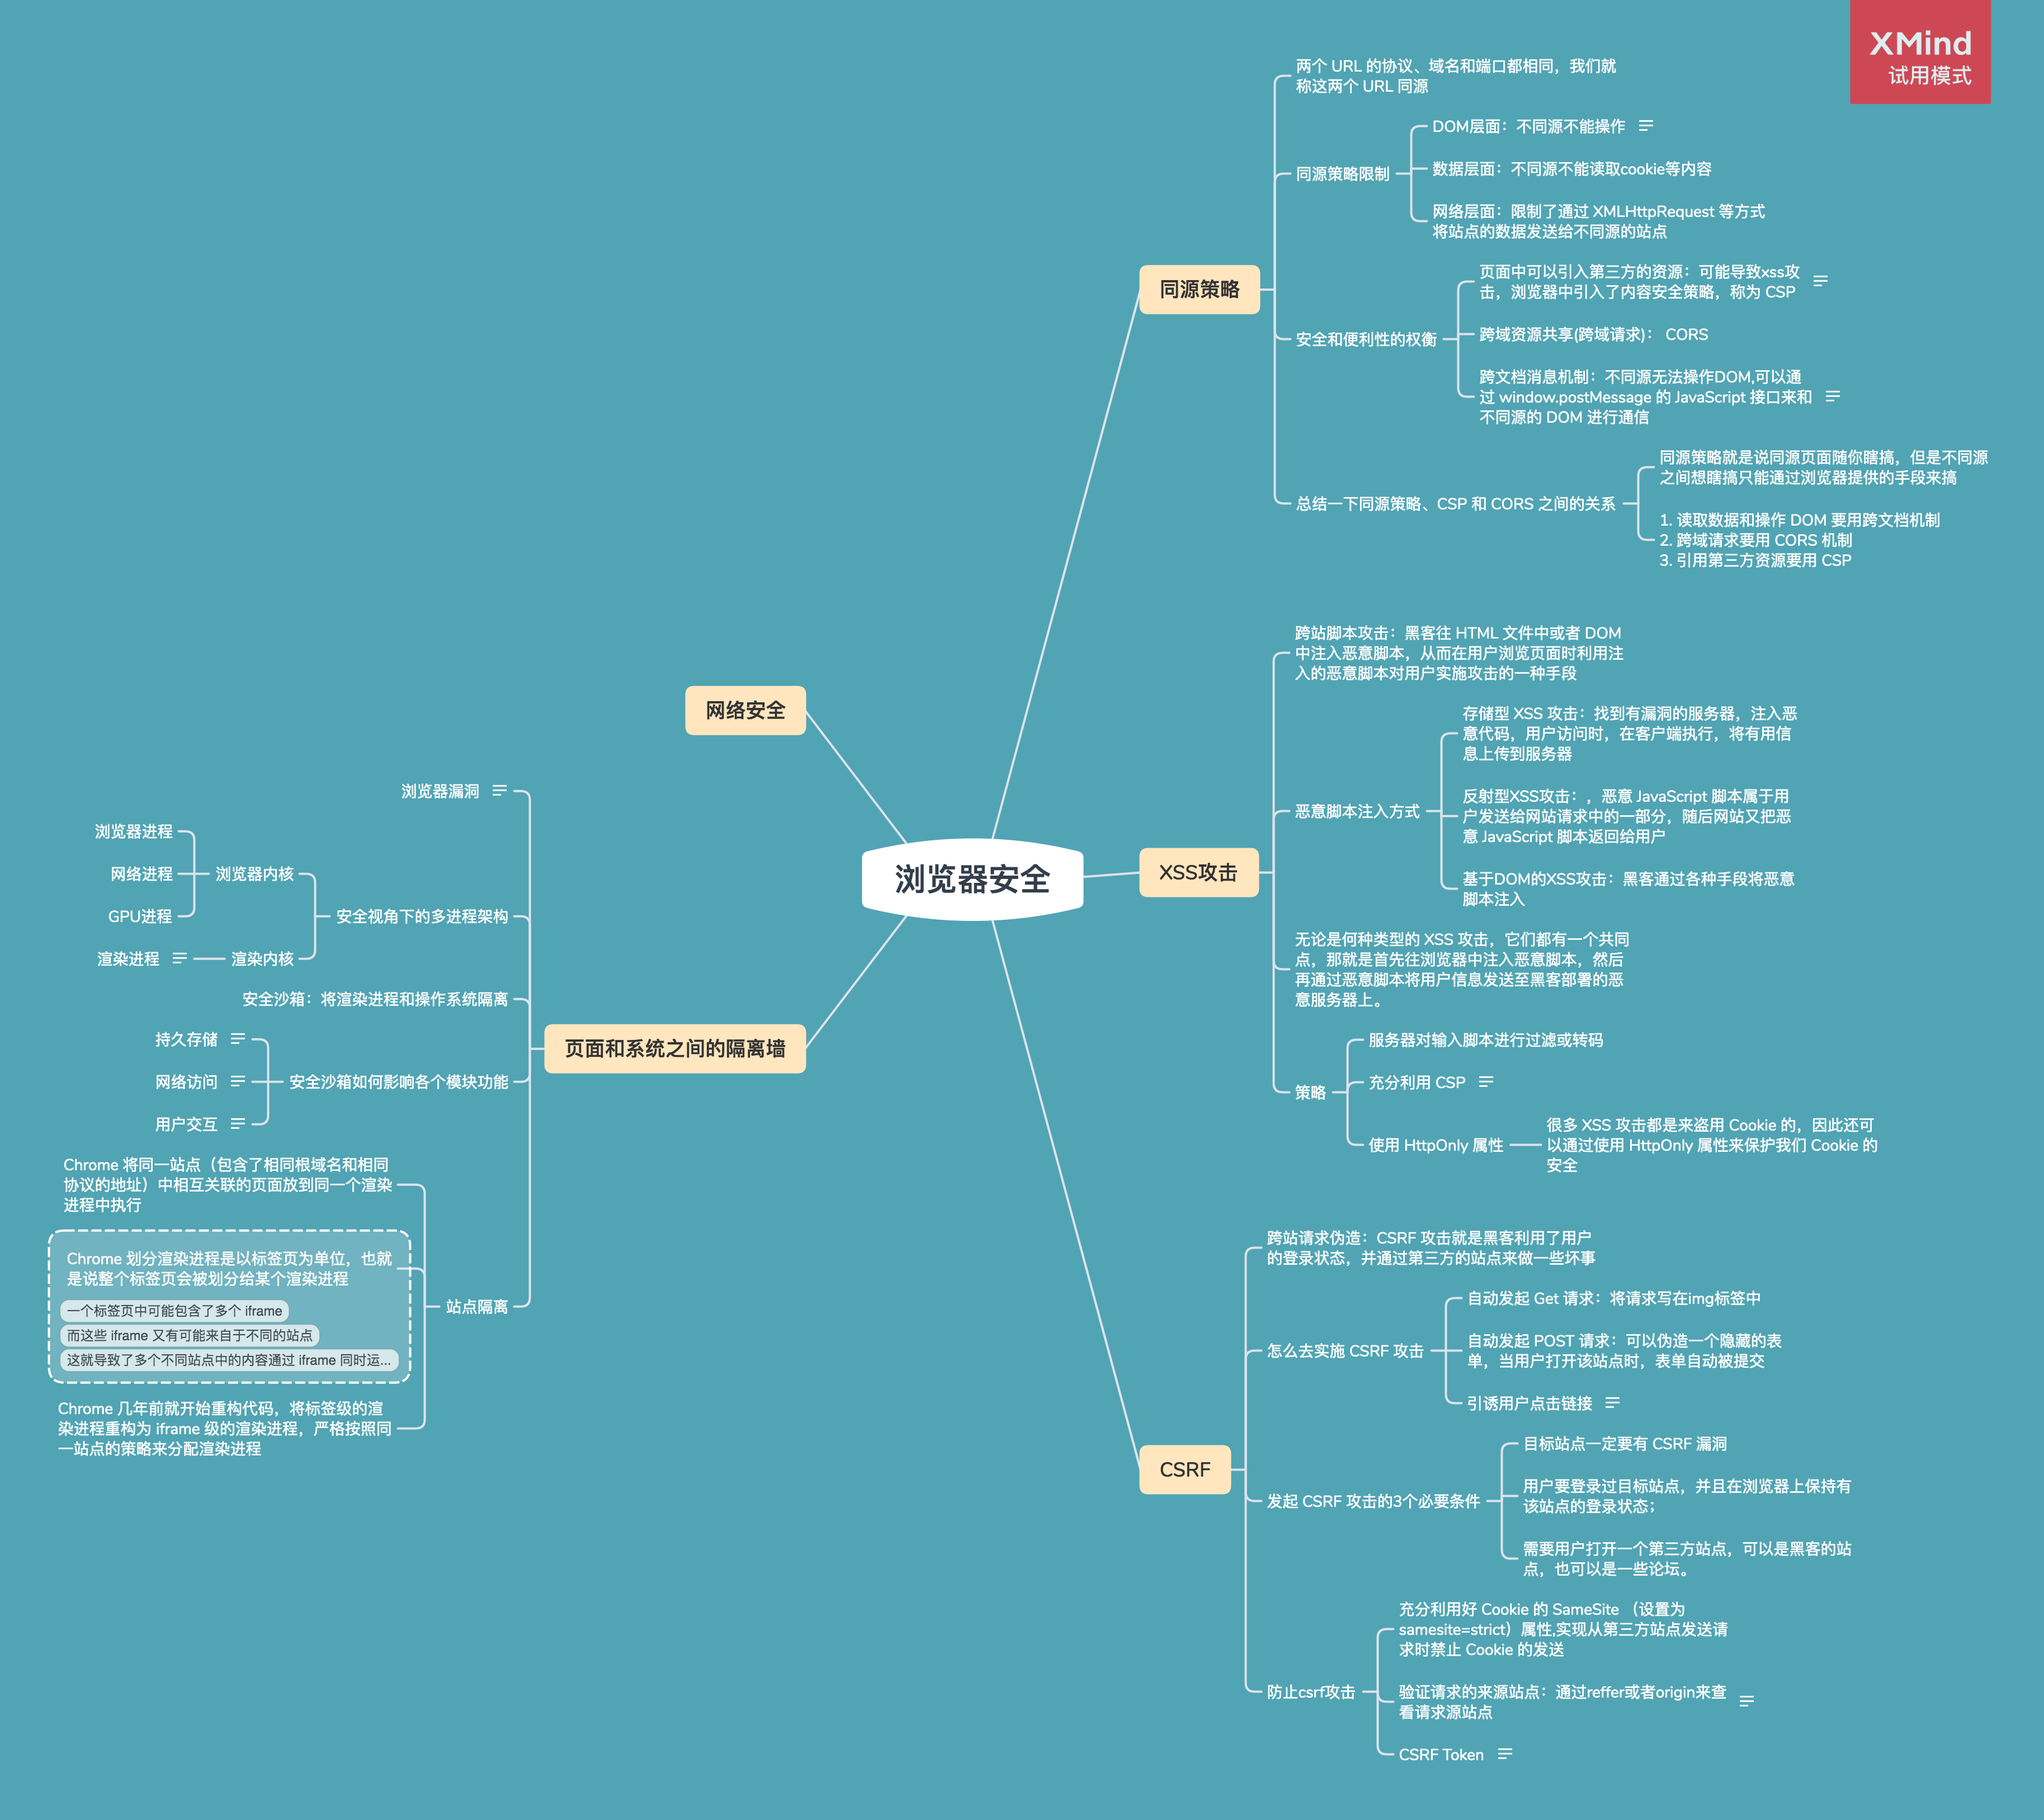 XMind
试用模式
浏览器安全
同源策略
两个 URL 的协议、域名和端口都相同，我们就
称这两个 URL 同源
同源策略限制
DOM层面：不同源不能操作
数据层面：不同源不能读取cookie等内容
网络层面：限制了通过 XMLHttpRequest 等方式
将站点的数据发送给不同源的站点
安全和便利性的权衡
页面中可以引入第三方的资源：可能导致xss攻
击，浏览器中引入了内容安全策略，称为 CSP
跨域资源共享(跨域请求)： CORS
跨文档消息机制：不同源无法操作DOM,可以通
过 window.postMessage 的 JavaScript 接口来和
不同源的 DOM 进行通信
总结一下同源策略、CSP 和 CORS 之间的关系
同源策略就是说同源页面随你瞎搞，但是不同源
之间想瞎搞只能通过浏览器提供的手段来搞
1. 读取数据和操作 DOM 要用跨文档机制
2. 跨域请求要用 CORS 机制
3. 引用第三方资源要用 CSP
XSS攻击
跨站脚本攻击：黑客往 HTML 文件中或者 DOM
中注入恶意脚本，从而在用户浏览页面时利用注
入的恶意脚本对用户实施攻击的一种手段
恶意脚本注入方式
存储型 XSS 攻击：找到有漏洞的服务器，注入恶
意代码，用户访问时，在客户端执行，将有用信
息上传到服务器
反射型XSS攻击：，恶意 JavaScript 脚本属于用
户发送给网站请求中的一部分，随后网站又把恶
意 JavaScript 脚本返回给用户
基于DOM的XSS攻击：黑客通过各种手段将恶意
脚本注入
无论是何种类型的 XSS 攻击，它们都有一个共同
点，那就是首先往浏览器中注入恶意脚本，然后
再通过恶意脚本将用户信息发送至黑客部署的恶
意服务器上。
策略
服务器对输入脚本进行过滤或转码
充分利用 CSP
使用 HttpOnly 属性
很多 XSS 攻击都是来盗用 Cookie 的，因此还可
以通过使用 HttpOnly 属性来保护我们 Cookie 的
安全
CSRF
跨站请求伪造：CSRF 攻击就是黑客利用了用户
的登录状态，并通过第三方的站点来做一些坏事
怎么去实施 CSRF 攻击
自动发起 Get 请求：将请求写在img标签中
自动发起 POST 请求：可以伪造一个隐藏的表
单，当用户打开该站点时，表单自动被提交
引诱用户点击链接
发起 CSRF 攻击的3个必要条件
目标站点一定要有 CSRF 漏洞
用户要登录过目标站点，并且在浏览器上保持有
该站点的登录状态；
需要用户打开一个第三方站点，可以是黑客的站
点，也可以是一些论坛。
防止csrf攻击
充分利用好 Cookie 的 SameSite （设置为
samesite=strict）属性,实现从第三方站点发送请
求时禁止 Cookie 的发送
验证请求的来源站点：通过reffer或者origin来查
看请求源站点
CSRF Token
网络安全
页面和系统之间的隔离墙
浏览器漏洞
安全视角下的多进程架构
浏览器内核
浏览器进程
网络进程
GPU进程
渲染内核
渲染进程
安全沙箱：将渲染进程和操作系统隔离
安全沙箱如何影响各个模块功能
持久存储
网络访问
用户交互
站点隔离
Chrome 将同一站点（包含了相同根域名和相同
协议的地址）中相互关联的页面放到同一个渲染
进程中执行
Chrome 划分渲染进程是以标签页为单位，也就
是说整个标签页会被划分给某个渲染进程
一个标签页中可能包含了多个 iframe
而这些 iframe 又有可能来自于不同的站点
这就导致了多个不同站点中的内容通过 iframe 同时运...
Chrome 几年前就开始重构代码，将标签级的渲
染进程重构为 iframe 级的渲染进程，严格按照同
一站点的策略来分配渲染进程